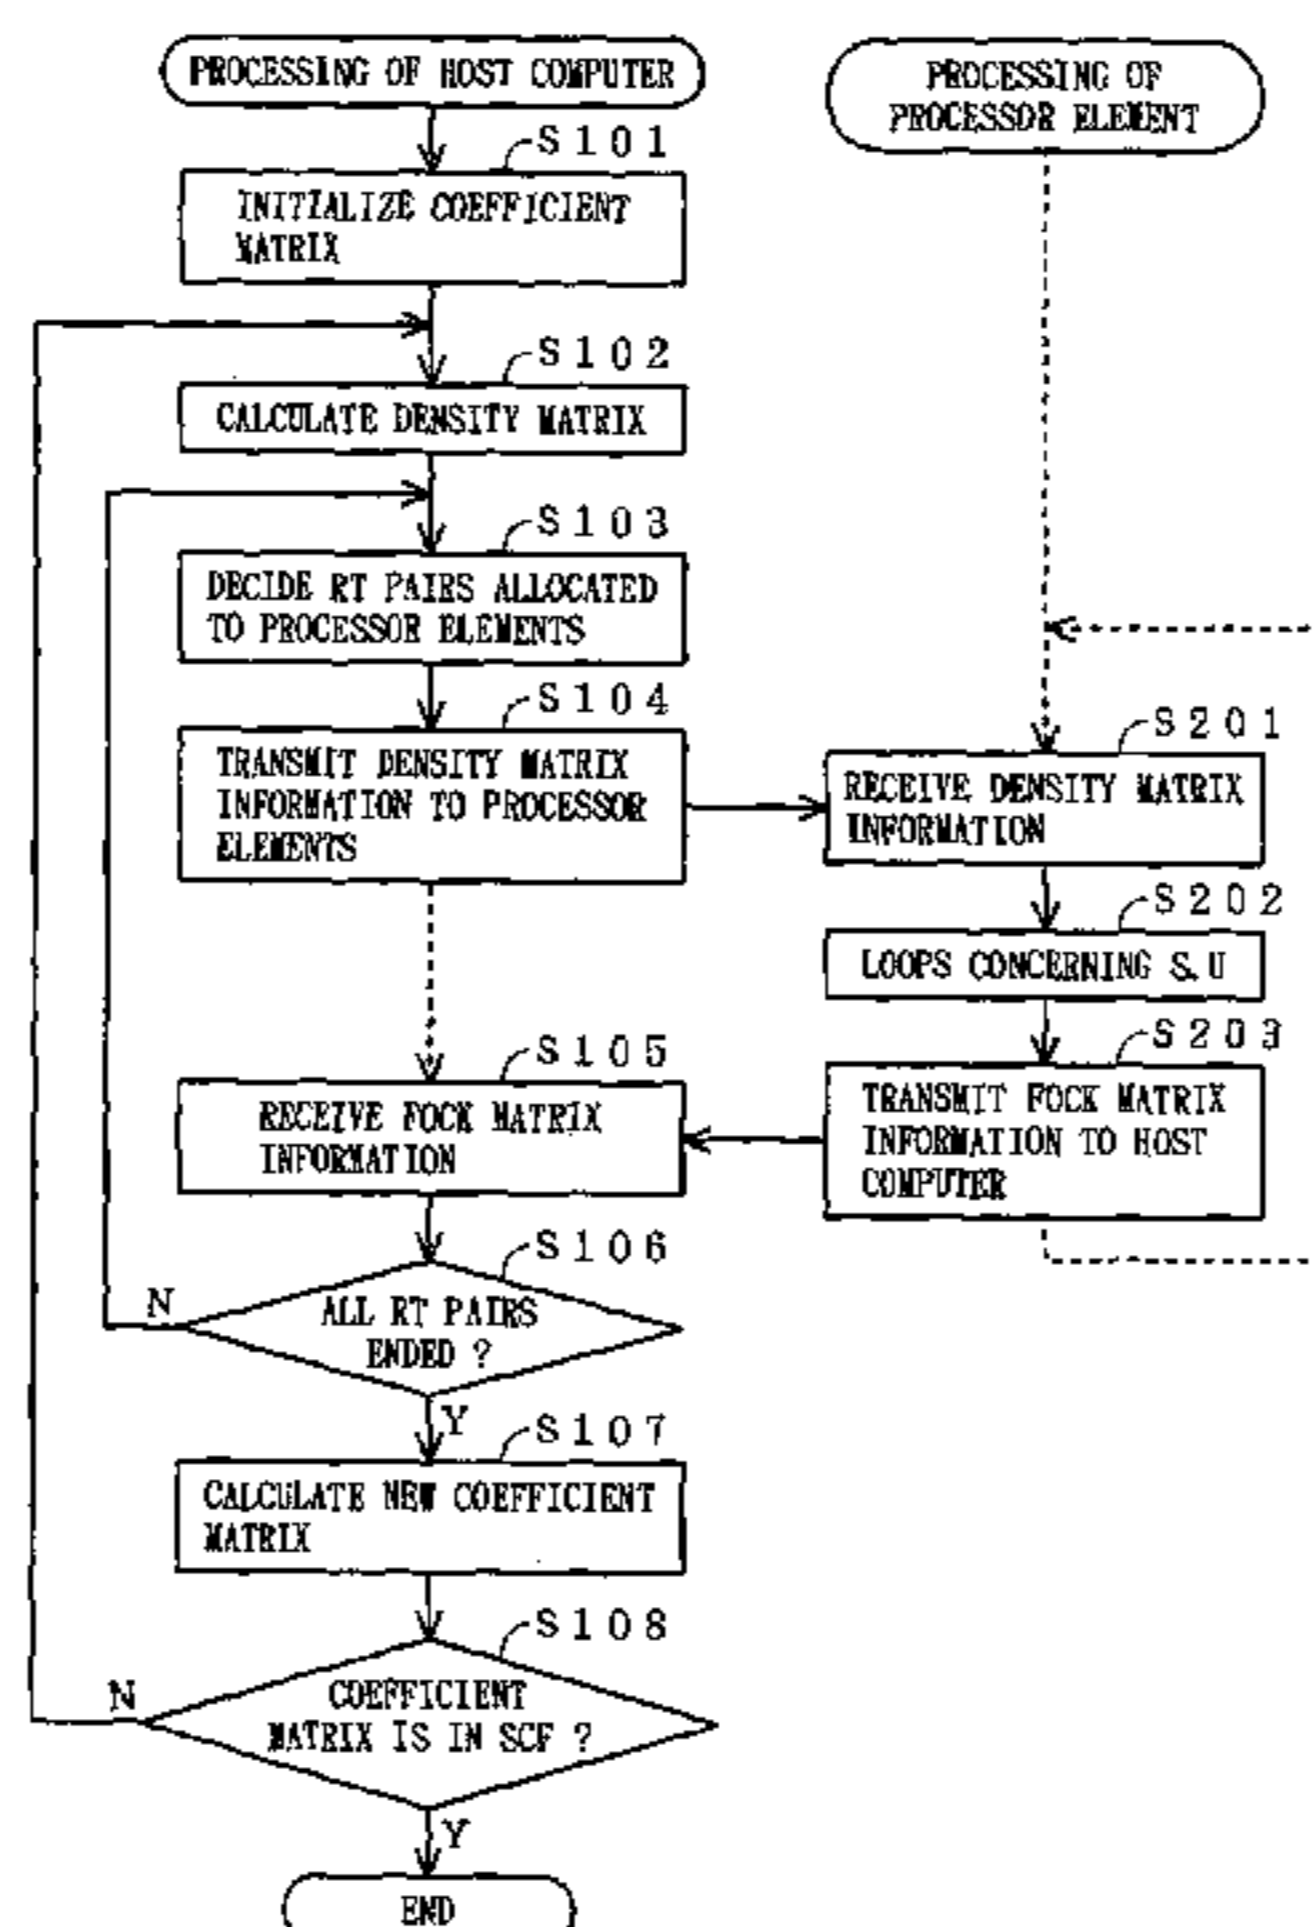 PROCESSING OF HOST COMPUTER
S101
INITIALIZE COEFFICIENT
MATRIX
S102
CALCULATE DENSITY MATRIX
S103
DECIDE RT PAIRS ALLOCATED
TO PROCESSOR ELEMENTS
S104
TRANSMIT DENSITY MATRIX
INFORMATION TO PROCESSOR
ELEMENTS
S105
RECEIVE FOCK MATRIX
INFORMATION
S106
N
ALL RT PAIRS
ENDED ?
Y
S107
CALCULATE NEW COEFFICIENT
MATRIX
S108
N
COEFFICIENT
MATRIX IS IN SCF ?
Y
END
PROCESSING OF
PROCESSOR ELEMENT
S201
RECEIVE DENSITY MATRIX
INFORMATION
S202
LOOPS CONCERNING S.U
S203
TRANSMIT FOCK MATRIX
INFORMATION TO HOST
COMPUTER